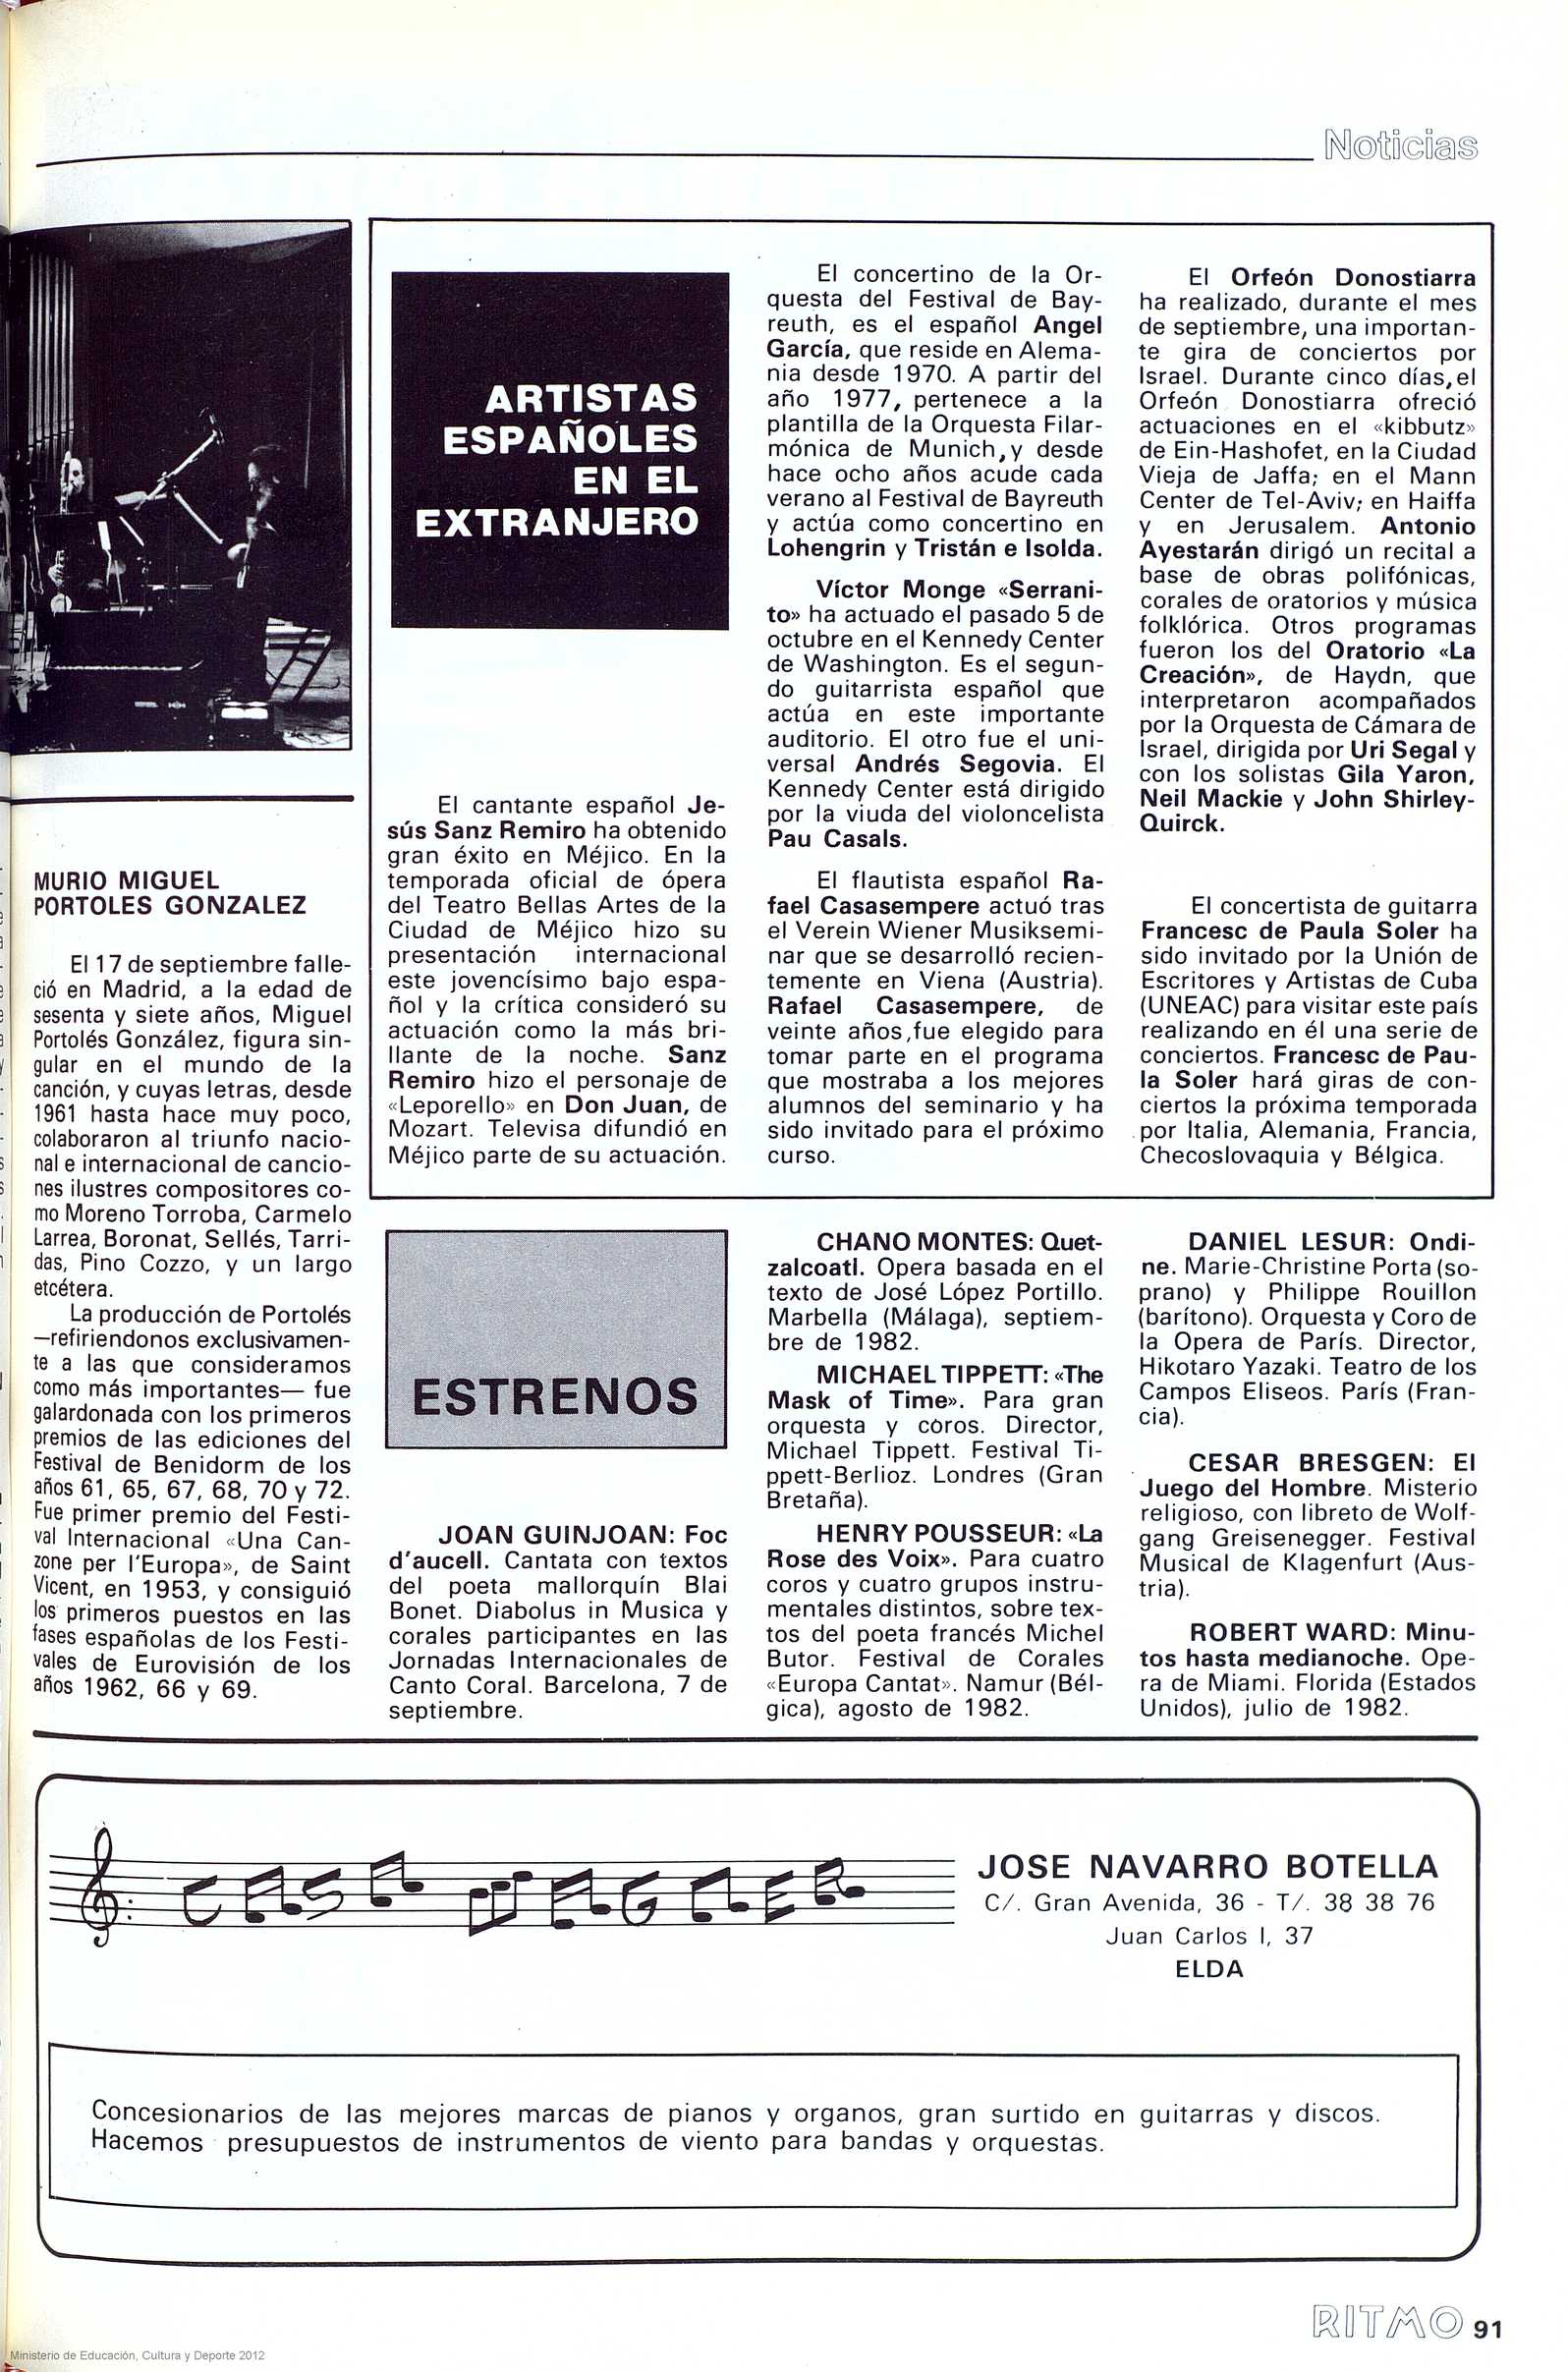 Noticias
MURIO MIGUEL
PORTOLES GONZALEZ
El 17 de septiembre falle-
ció en Madrid, a la edad de
sesenta y siete años, Miguel
Portolés González, figura sin-
gular en el mundo de la
canción, y cuyas letras, desde
1961 hasta hace muy poco,
colaboraron al triunfo nacio-
nal e internacional de cancio-
nes ilustres compositores co-
mo Moreno Torroba, Carmelo
Larrea, Boronat, Sellés, Tarri-
das, Pino Cozzo, y un largo
etcétera.
La producción de Portolés
—refiriendonos exclusivamen-
te a las que consideramos
como más importantes— fue
galardonada con los primeros
premios de las ediciones del
Festival de Benidorm de los
años 61, 65, 67, 68, 70 y 72.
Fue primer premio del Festi-
val Internacional «Una Can-
zone per l'Europa», de Saint
Vicent, en 1953, y consiguió
los primeros puestos en las
fases españolas de los Festi-
vales de Eurovisión de los
años 1962, 66 y 69.
ARTISTAS
ESPAÑOLES
EN EL
EXTRANJERO
El cantante español Je-
sús Sanz Remiro ha obtenido
gran éxito en Méjico. En la
temporada oficial de ópera
del Teatro Bellas Artes de la
Ciudad de Méjico hizo su
presentación internacional
este jovencísimo bajo espa-
ñol y la crítica consideró su
actuación como la más bri-
llante de la noche. Sanz
Remiro hizo el personaje de
«Leporello» en Don Juan, de
Mozart. Televisa difundió en
Méjico parte de su actuación.
El concertino de la Or-
questa del Festival de Bay-
reuth, es el español Angel
García, que reside en Alema-
nia desde 1970. A partir del
año 1977, pertenece a la
plantilla de la Orquesta Filar-
mónica de Munich, y desde
hace ocho años acude cada
verano al Festival de Bayreuth
y actúa como concertino en
Lohengrin y Tristán e Isolda.
Víctor Monge «Serrani-
to» ha actuado el pasado 5 de
octubre en el Kennedy Center
de Washington. Es el segun-
do guitarrista español que
actúa en este importante
auditorio. El otro fue el uni-
versal Andrés Segovia. El
Kennedy Center está dirigido
por la viuda del violoncelista
Pau Casals.
El flautista español Ra-
fael Casasempere actuó tras
el Verein Wiener Musiksemi-
nar que se desarrolló recien-
temente en Viena (Austria).
Rafael Casasempere, de
veinte años, fue elegido para
tomar parte en el programa
que mostraba a los mejores
alumnos del seminario y ha
sido invitado para el próximo
curso.
El Orfeón Donostiarra
ha realizado, durante el mes
de septiembre, una importan-
te gira de conciertos por
Israel. Durante cinco días, el
Orfeón Donostiarra ofreció
actuaciones en el «kibbutz»
de Ein-Hashofet, en la Ciudad
Vieja de Jaffa; en el Mann
Center de Tel-Aviv; en Haiffa
y en Jerusalem. Antonio
Ayestarán dirigó un recital a
base de obras polifónicas,
corales de oratorios y música
folklórica. Otros programas
fueron los del Oratorio «La
Creación», de Haydn, que
interpretaron acompañados
por la Orquesta de Cámara de
Israel, dirigida por Uri Segal y
con los solistas Gila Yaron,
Neil Mackie y John Shirley-
Quirck.
El concertista de guitarra
Francesc de Paula Soler ha
sido invitado por la Unión de
Escritores y Artistas de Cuba
(UNEAC) para visitar este país
realizando en él una serie de
conciertos. Francesc de Pau-
la Soler hará giras de con-
ciertos la próxima temporada
por Italia, Alemania, Francia,
Checoslovaquia y Bélgica.
ESTRENOS
JOAN GUINJOAN: Foc
d'aucell. Cantata con textos
del poeta mallorquín Blai
Bonet. Diabolus in Musica y
corales participantes en las
Jornadas Internacionales de
Canto Coral. Barcelona, 7 de
septiembre.
CHANO MONTES: Quet-
zalcoatl. Opera basada en el
texto de José López Portillo.
Marbella (Málaga), septiem-
bre de 1982.
MICHAEL TIPPETT: «The
Mask of Time». Para gran
orquesta y coros. Director,
Michael Tippett. Festival Ti-
ppett-Berlioz. Londres (Gran
Bretaña).
HENRY POUSSEUR: «La
Rose des Voix». Para cuatro
coros y cuatro grupos instru-
mentales distintos, sobre tex-
tos del poeta francés Michel
Butor. Festival de Corales
«Europa Cantat». Namur (Bél-
gica), agosto de 1982.
DANIEL LESUR: Ondi-
ne. Marie-Christine Porta (so-
prano) y Philippe Rouillon
(barítono). Orquesta y Coro de
la Opera de París. Director,
Hikotaro Yazaki. Teatro de los
Campos Eliseos. París (Fran-
cia).
CESAR BRESGEN: El
Juego del Hombre. Misterio
religioso, con libreto de Wolf-
gang Greisenegger. Festival
Musical de Klagenfurt (Aus-
tria).
ROBERT WARD: Minu-
tos hasta medianoche. Ope-
ra de Miami. Florida (Estados
Unidos), julio de 1982.
JOSE NAVARRO BOTELLA
C/. Gran Avenida, 36 - T/. 38 38 76
Juan Carlos I, 37
ELDA
Concesionarios de las mejores marcas de pianos y organos, gran surtido en guitarras y discos.
Hacemos presupuestos de instrumentos de viento para bandas y orquestas.
RITMO 91
Ministerio de Educación, Cultura y Deporte 2012